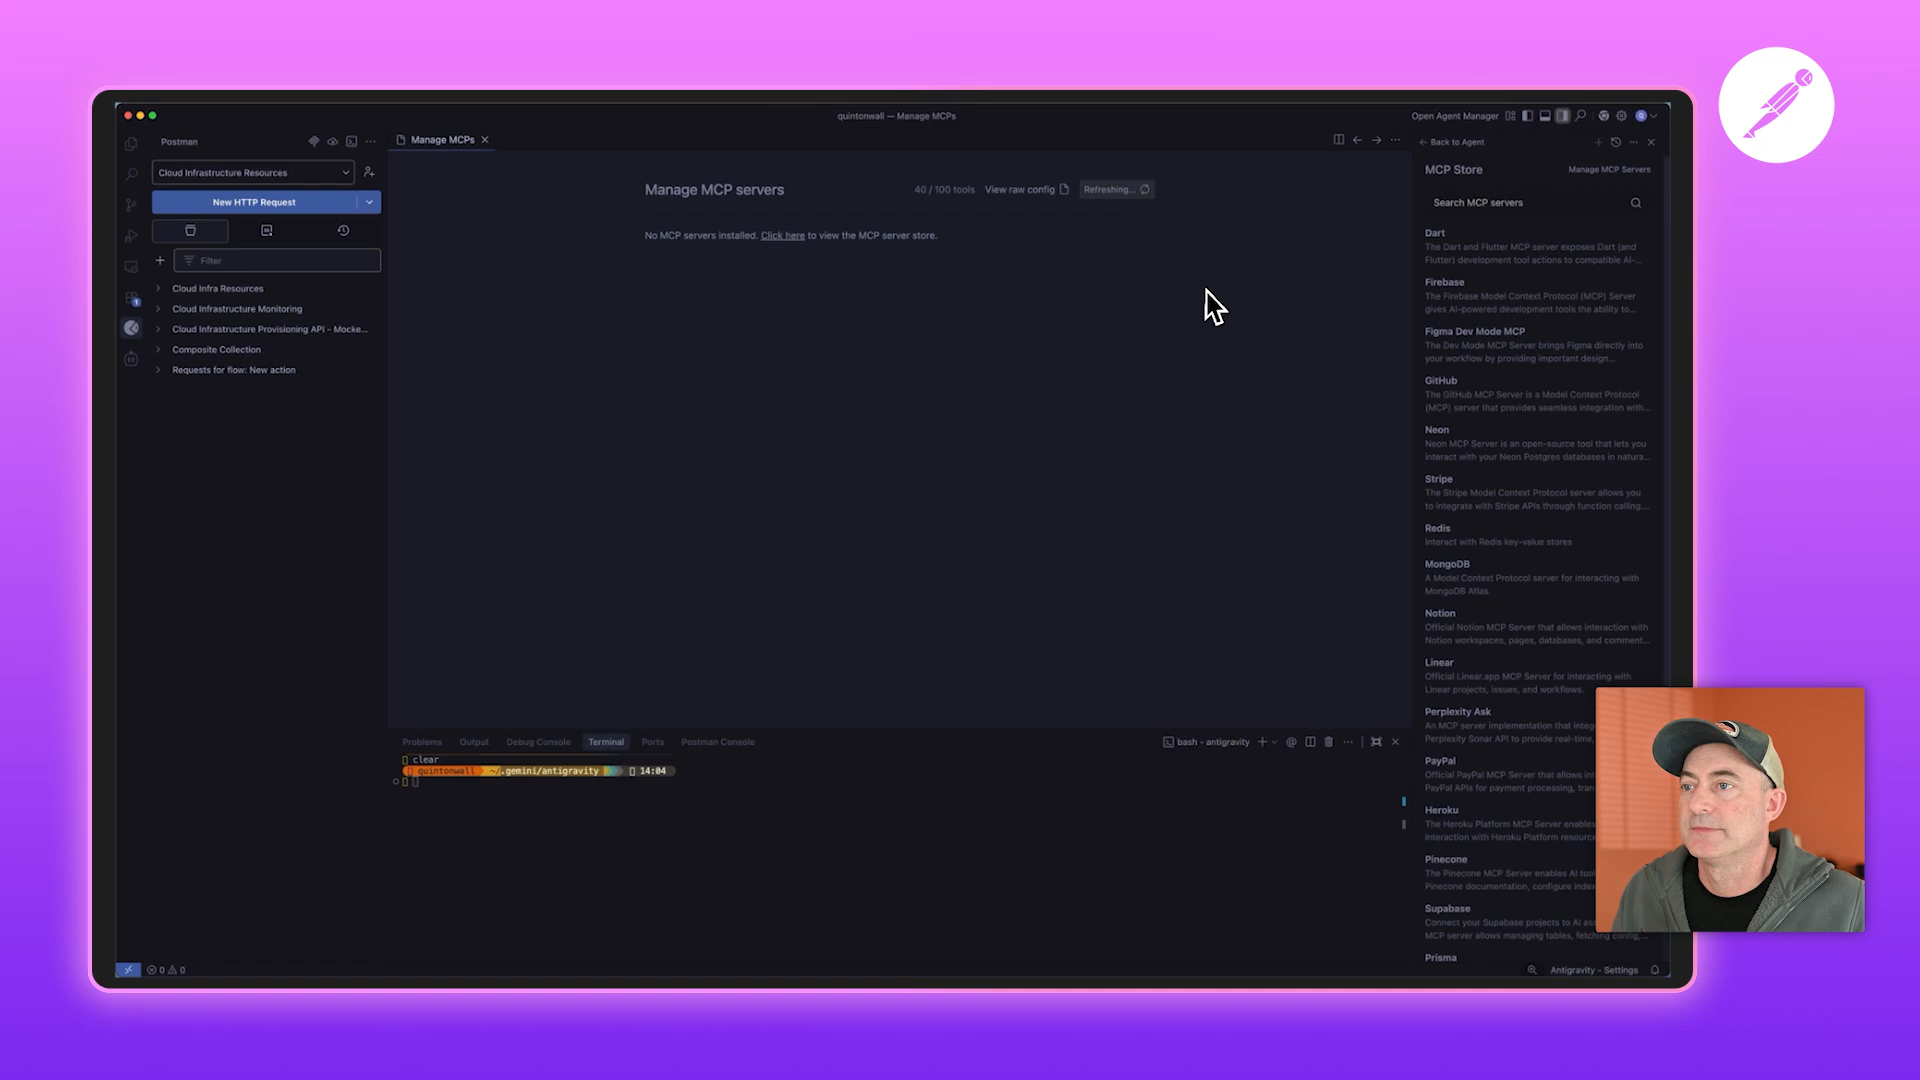 quintonwall — Manage MCPs
Open Agent Manager
Postman
Cloud Infrastructure Resources
New HTTP Request
Filter
Cloud Infra Resources
Cloud Infrastructure Monitoring
Cloud Infrastructure Provisioning API - Mocke...
Composite Collection
Requests for flow: New action
Manage MCPs
Manage MCP servers
40 / 100 tools
View raw config
Refreshing...
No MCP servers installed. Click here to view the MCP server store.
Problems
Output
Debug Console
Terminal
Ports
Postman Console
bash - antigravity
clear
quintonwall ~/.gemini/antigravity 14:04
Back to Agent
MCP Store
Manage MCP Servers
Search MCP servers
Dart
The Dart and Flutter MCP server exposes Dart (and
Flutter) development tool actions to compatible AI-...
Firebase
The Firebase Model Context Protocol (MCP) Server
gives AI-powered development tools the ability to...
Figma Dev Mode MCP
The Dev Mode MCP Server brings Figma directly into
your workflow by providing important design...
GitHub
The GitHub MCP Server is a Model Context Protocol
(MCP) server that provides seamless integration with...
Neon
Neon MCP Server is an open-source tool that lets you
interact with your Neon Postgres databases in natura...
Stripe
The Stripe Model Context Protocol server allows you
to integrate with Stripe APIs through function calling....
Redis
Interact with Redis key-value stores
MongoDB
A Model Context Protocol server for interacting with
MongoDB Atlas.
Notion
Official Notion MCP Server that allows interaction with
Notion workspaces, pages, databases, and comment...
Linear
Official Linear.app MCP Server for interacting with
Linear projects, issues, and workflows.
Perplexity Ask
An MCP server implementation that
Perplexity Sonar API to provide real-time,
PayPal
Official PayPal MCP Server that allows
PayPal APIs for payment processing,
Heroku
The Heroku Platform MCP Server enables
interaction with Heroku Platform
Pinecone
The Pinecone MCP Server enables AI
Pinecone documentation, configure
Supabase
Connect your Supabase projects to AI
MCP server allows managing tables, fetching config,...
Prisma
0 0
Antigravity - Settings